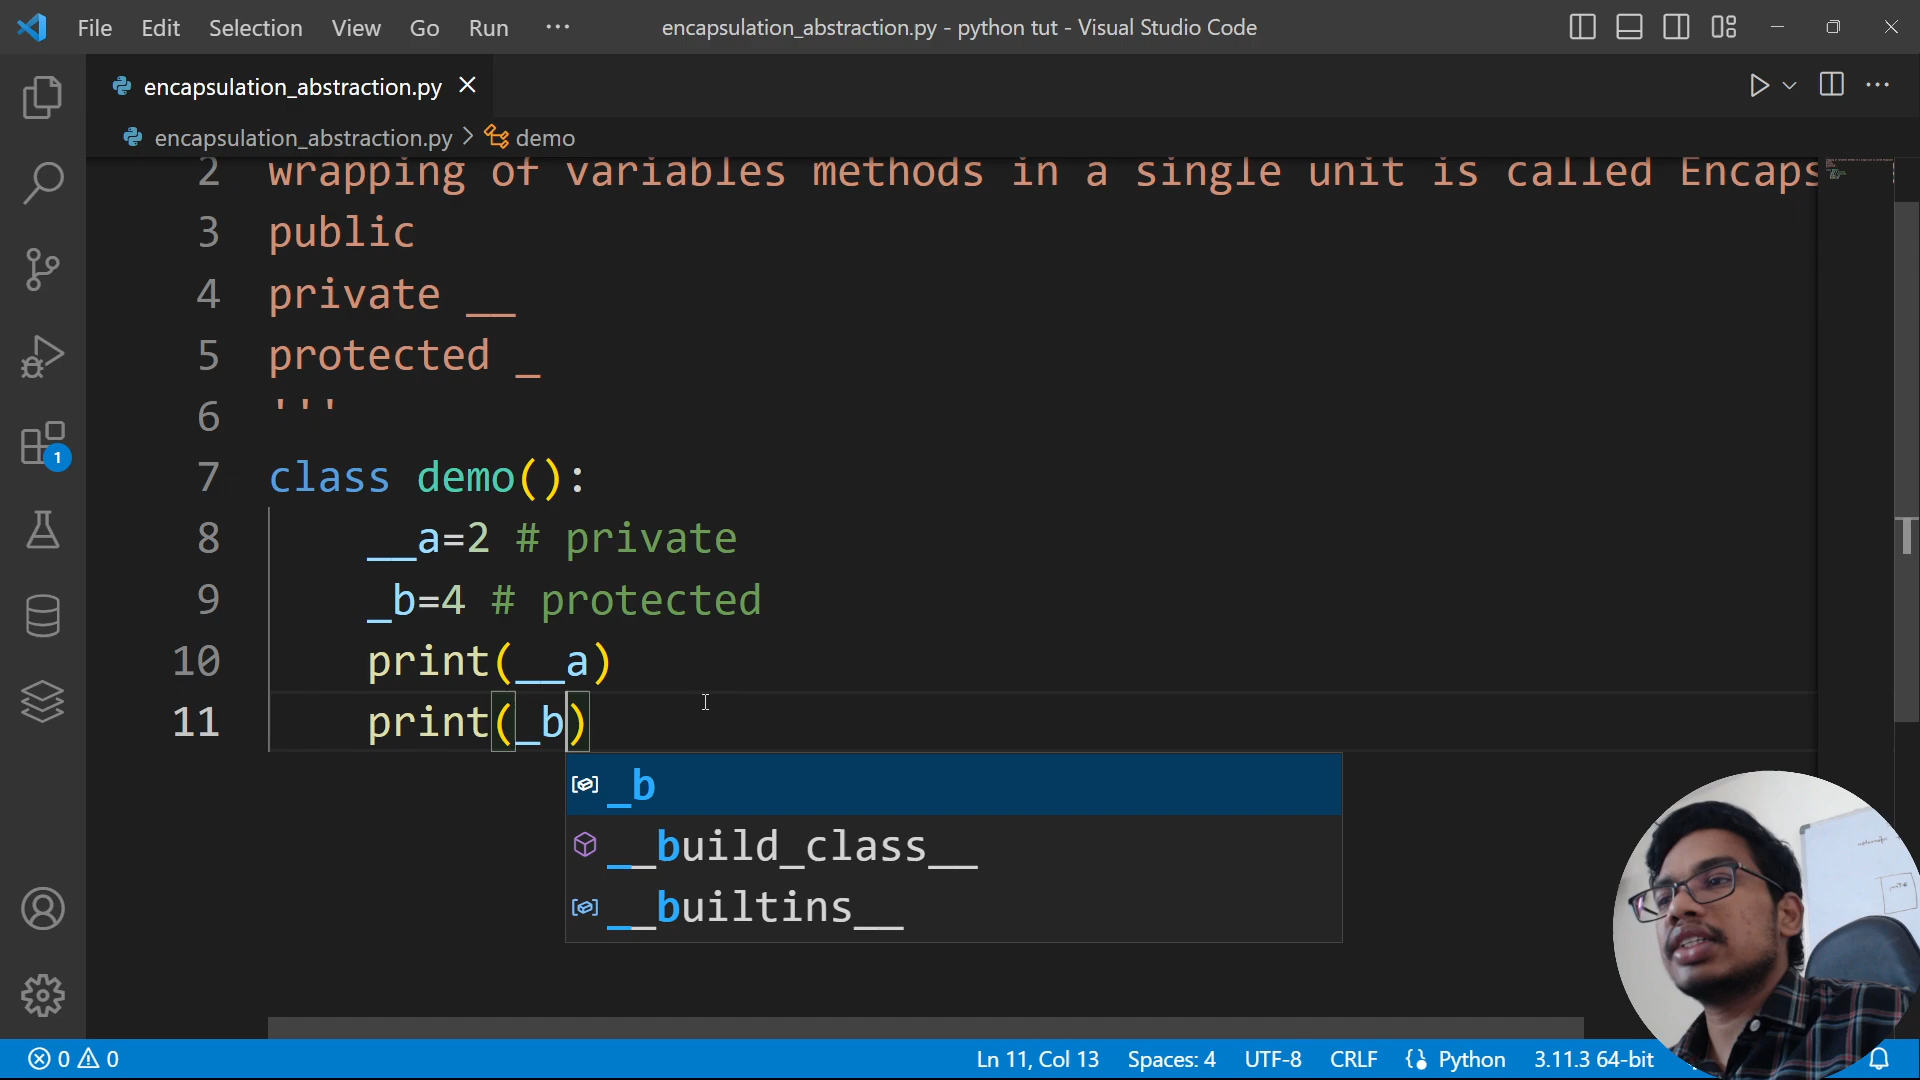 File Edit Selection View Go Run ··· encapsulation_abstraction.py - python tut - Visual Studio Code
encapsulation_abstraction.py
encapsulation_abstraction.py > demo
2 wrapping of variables methods in a single unit is called Encaps
3 public
4 private __
5 protected _
6 '''
7 class demo():
8 __a=2 # private
9 _b=4 # protected
10 print(__a)
11 print(_b)
_b
__build_class__
__builtins__
1
0 0 Ln 11, Col 13 Spaces: 4 UTF-8 CRLF Python 3.11.3 64-bit